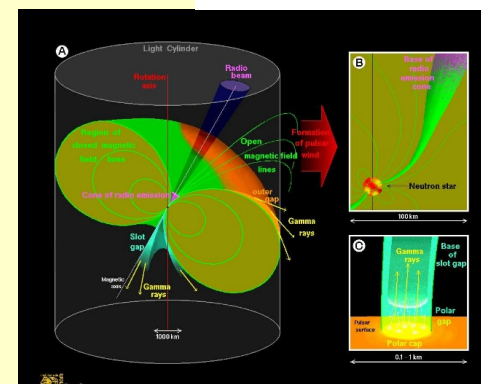 A
Light Cylinder
Rotation
axis
Radio
beam
Region of
closed magnetic
field lines
Open
magnetic field
lines
Formation
of pulsar
wind
Cone of radio emission
outer
gap
Gamma
rays
Slot
gap
Magnetic
axis
Gamma
rays
1000 km
B
Base of
radio
emission
cone
Neutron star
100 km
C
Gamma
rays
Base of
slot gap
Polar
gap
Pulsar
surface
Polar cap
0.1 - 1 km